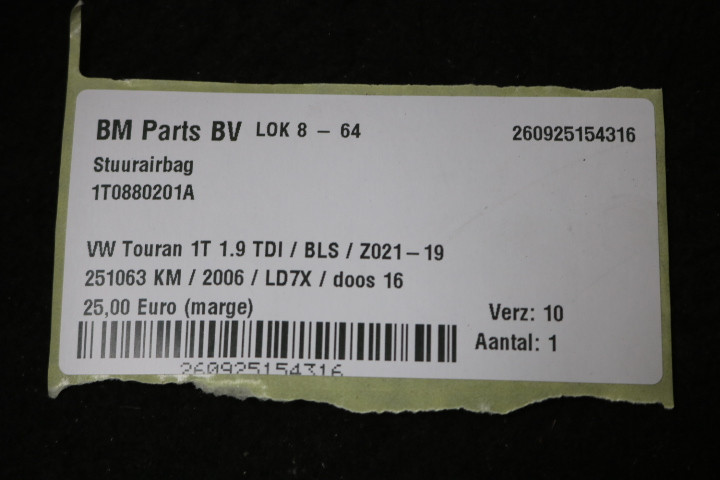 BM Parts BV LOK 8 - 64 260925154316
Stuurairbag
1T0880201A
VW Touran 1T 1.9 TDI / BLS / Z021-19
251063 KM / 2006 / LD7X / doos 16
25,00 Euro (marge)
Verz: 10
Aantal: 1
260925154316